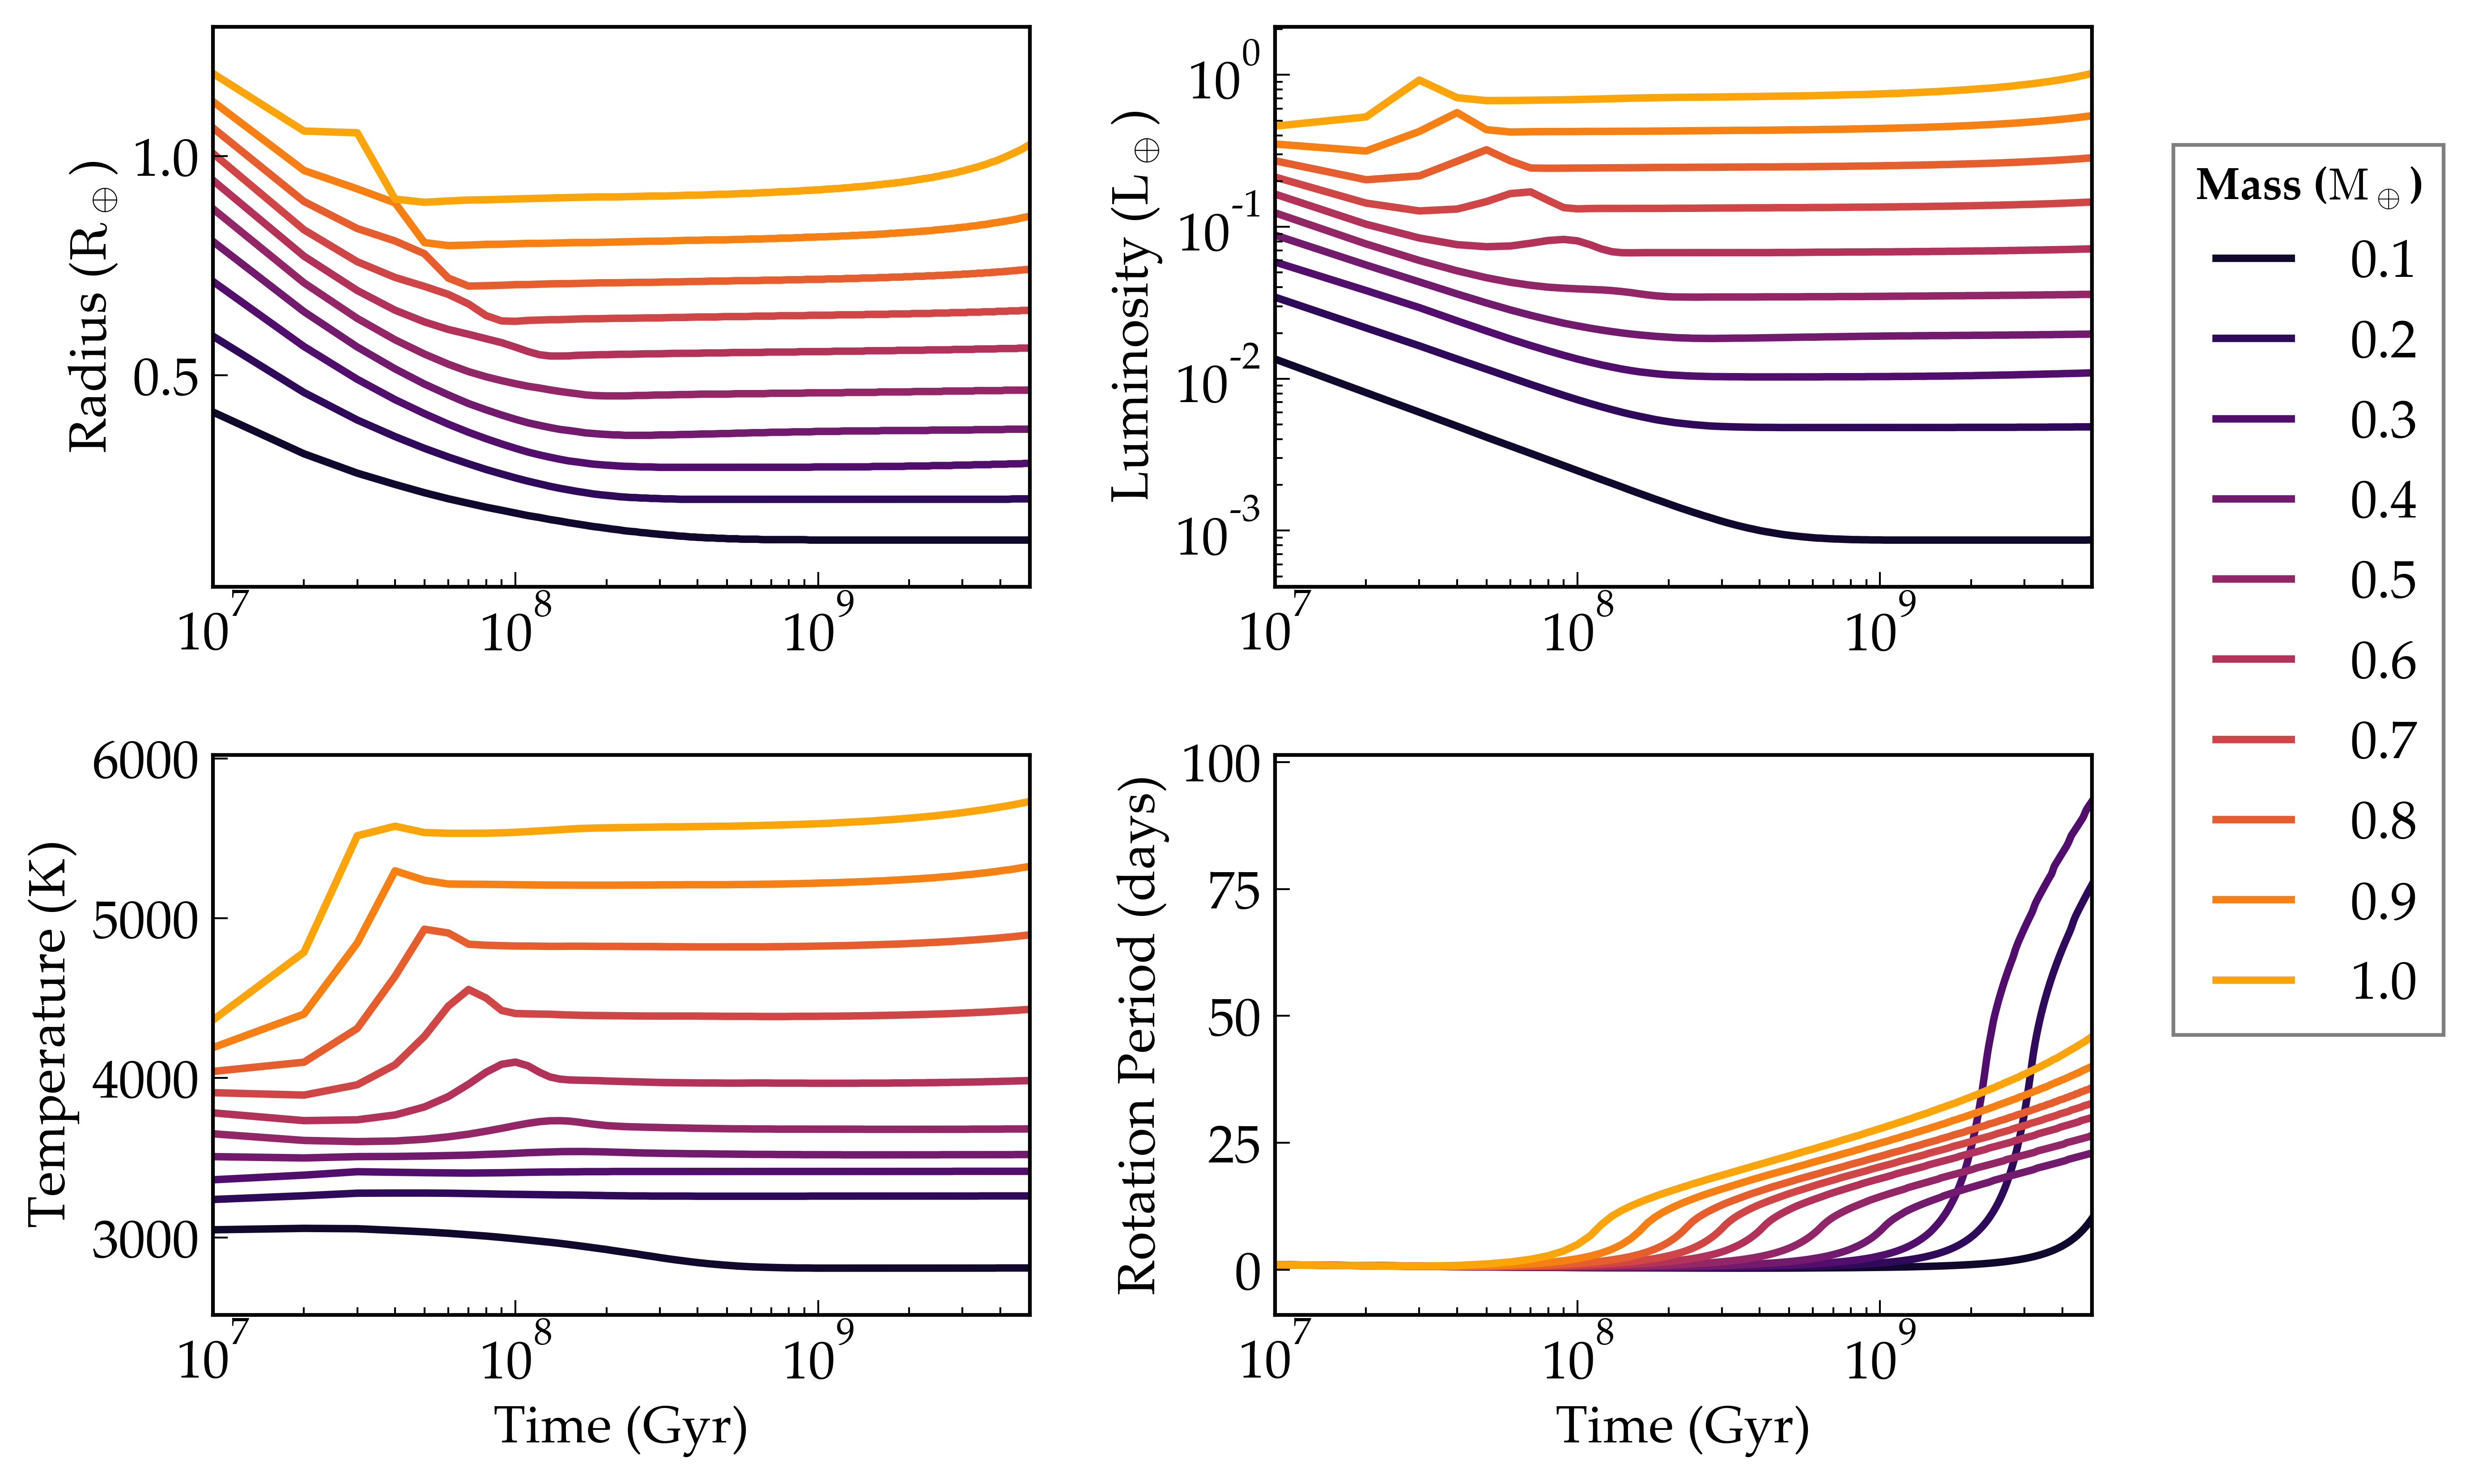 Radius (R⊕)
1.0
0.5
10^7 10^8 10^9
Luminosity (L⊕)
10^0
10^-1
10^-2
10^-3
10^7 10^8 10^9
Temperature (K)
6000
5000
4000
3000
10^7 10^8 10^9
Time (Gyr)
Rotation Period (days)
100
75
50
25
0
10^7 10^8 10^9
Time (Gyr)
Mass (M⊕)
0.1
0.2
0.3
0.4
0.5
0.6
0.7
0.8
0.9
1.0